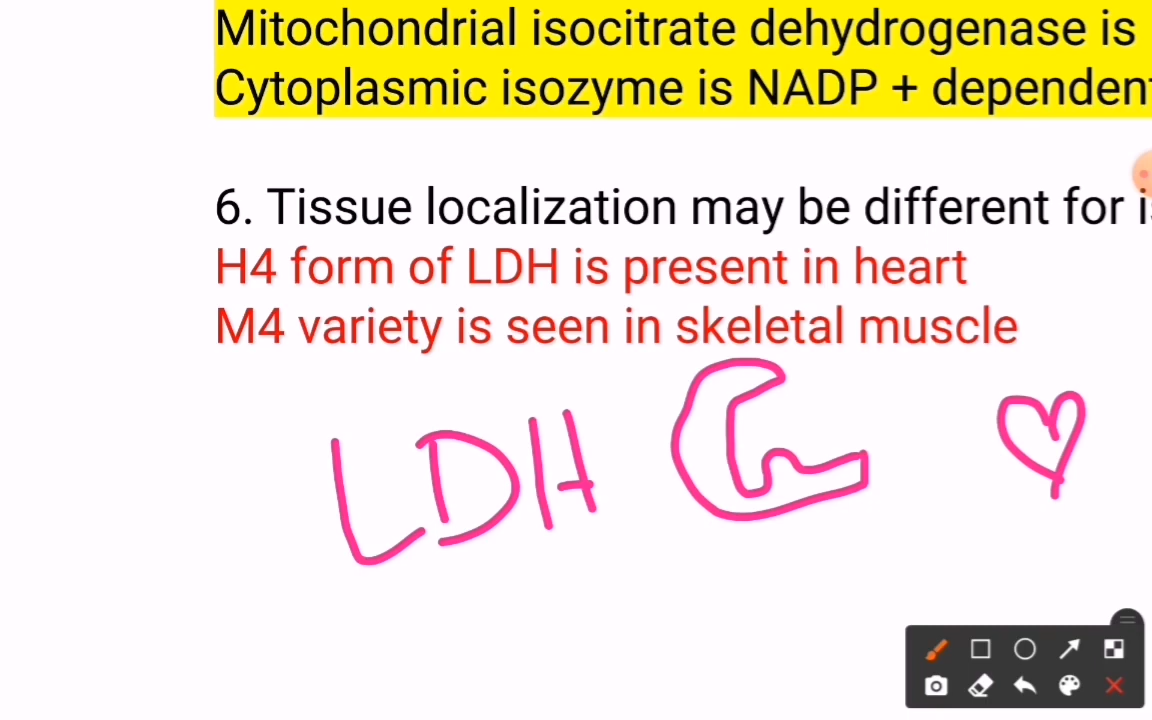 Mitochondrial isocitrate dehydrogenase is
Cytoplasmic isozyme is NADP + dependent
6. Tissue localization may be different for
H4 form of LDH is present in heart
M4 variety is seen in skeletal muscle
LDH